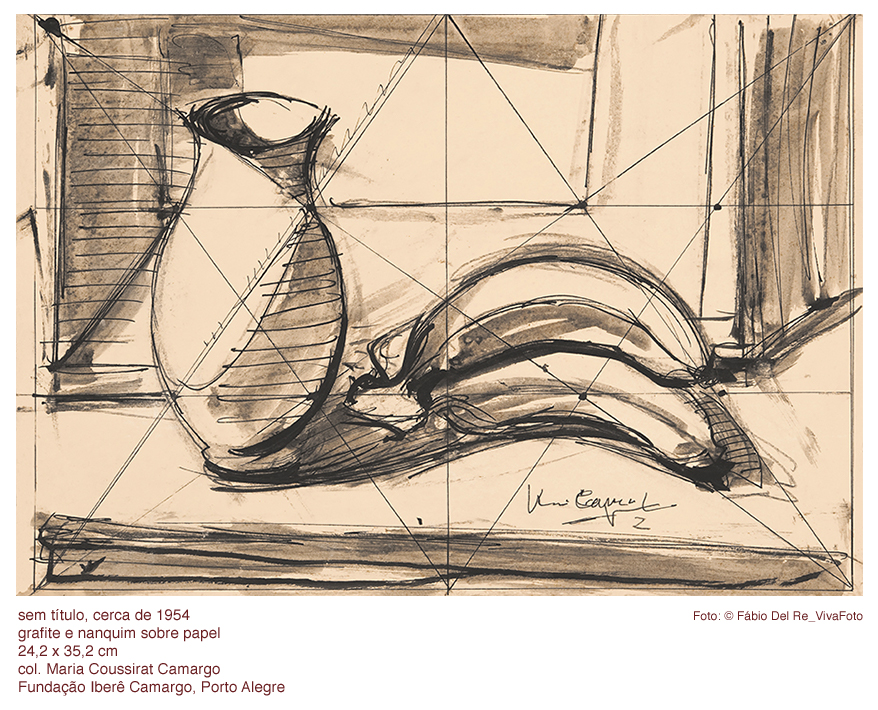 sem título, cerca de 1954
grafite e nanquim sobre papel
24,2 x 35,2 cm
col. Maria Coussirat Camargo
Fundação Iberê Camargo, Porto Alegre
Foto: © Fábio Del Re_VivaFoto